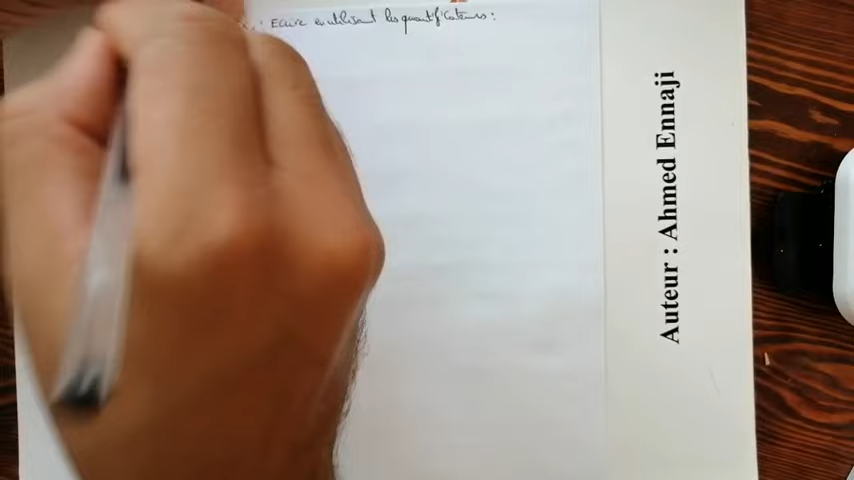 : Ecrire en utilisant les quantificateurs :
Auteur : Ahmed Ennaji